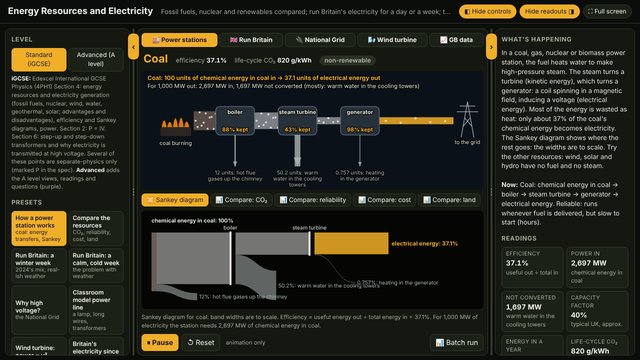 Energy Resources and Electricity
Fossil fuels, nuclear and renewables compared; run Britain's electricity for a day or a week; t...
Hide controls
Hide readouts
Full screen
LEVEL
Standard (iGCSE)
Advanced (A level)
iGCSE: Edexcel International GCSE
Physics (4PH1) Section 4: energy
resources and electricity generation
(fossil fuels, nuclear, wind, water,
geothermal, solar; advantages and
disadvantages), efficiency and Sankey
diagrams, power. Section 2: P = IV.
Section 6: step-up and step-down
transformers and why electricity is
transmitted at high voltage. Several of
these points are separate-physics only
(marked P in the spec). Advanced adds
the A level views, readings and
questions (purple).
PRESETS
How a power station works
coal: energy transfers, Sankey
Compare the resources
CO₂, reliability, cost, land
Run Britain: a winter week
2024's mix, real-ish weather
Run Britain: a calm, cold week
the problem with weather
Why high voltage?
the National Grid
Classroom model power line
a lamp, long wires, transformers
Wind turbine:
Britain's electricity since
Power stations
Run Britain
National Grid
Wind turbine
GB data
Coal
efficiency 37.1%
life-cycle CO₂ 820 g/kWh
non-renewable
Coal: 100 units of chemical energy in coal in → 37.1 units of electrical energy out
For 1,000 MW out: 2,697 MW in, 1,697 MW not converted (mostly: warm water in the cooling towers)
boiler
steam turbine
generator
88% kept
43% kept
98% kept
coal burning
to the grid
12 units: hot flue gases up the chimney
50.2 units: warm water in the cooling towers
0.757 units: heating in the generator
Sankey diagram
Compare: CO₂
Compare: reliability
Compare: cost
Compare: land
chemical energy in coal: 100%
boiler
steam turbine
electrical energy: 37.1%
0.757%: heating in the generator
50.2%: warm water in the cooling towers
12%: hot flue gases up the chimney
Sankey diagram for coal: band widths are to scale. Efficiency = useful energy out ÷ total energy in = 37.1%. For 1,000 MW of
electricity the station needs 2,697 MW of chemical energy in coal.
Pause
Reset
animation only
Batch run
WHAT'S HAPPENING
In a coal, gas, nuclear or biomass power
station, the fuel heats water to make
high-pressure steam. The steam turns a
turbine (kinetic energy), which turns a
generator: a coil spinning in a magnetic
field, inducing a voltage (electrical
energy). Most of the energy is wasted as
heat: only about 37% of the coal's
chemical energy becomes electricity.
The Sankey diagram shows where the
rest goes: the widths are to scale. Try
the other resources: wind, solar and
hydro have no fuel and no steam.
Now: Coal: chemical energy in coal →
boiler → steam turbine → generator →
electrical energy. Reliable: runs
whenever fuel is delivered, but slow to
start (hours).
READINGS
EFFICIENCY
37.1%
useful out ÷ total in
POWER IN
2,697 MW
chemical energy in coal
NOT CONVERTED
1,697 MW
warm water in the cooling towers
CAPACITY FACTOR
40%
typical UK, approx.
ENERGY IN A YEAR
LIFE-CYCLE CO₂
820 g/kWh